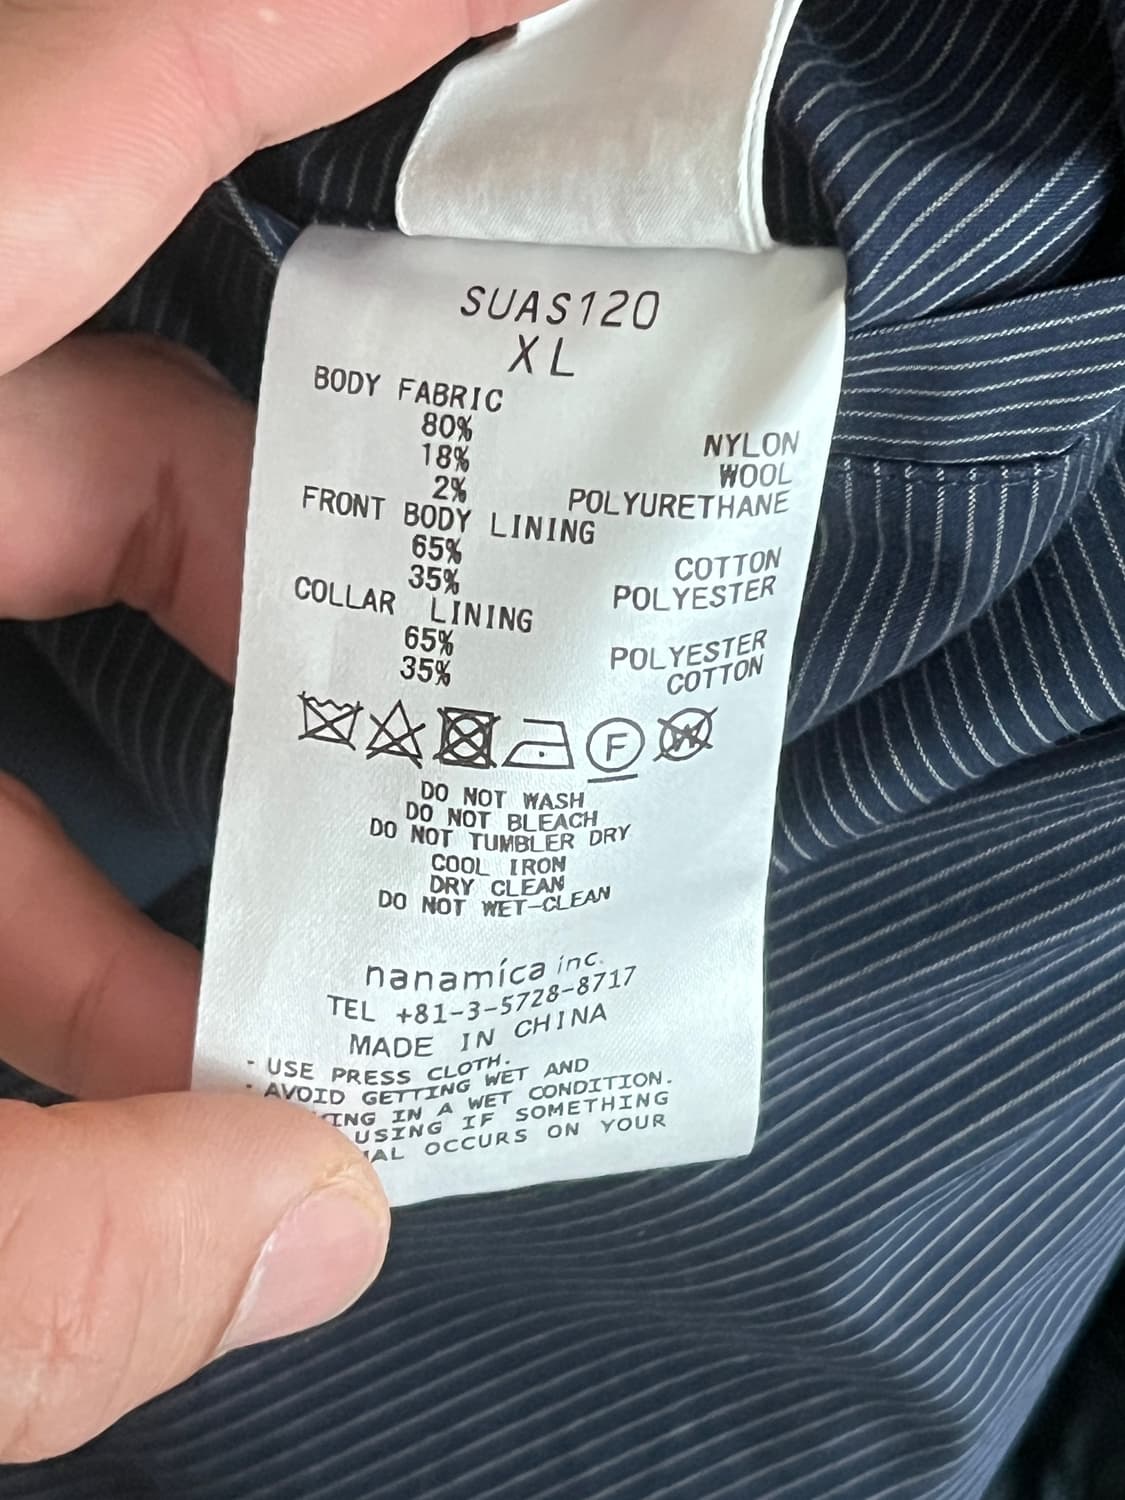 SUAS120
XL
BODY FABRIC
80% NYLON
18% WOOL
2% POLYURETHANE
FRONT BODY LINING
65% COTTON
35% POLYESTER
COLLAR LINING
65% POLYESTER
35% COTTON
F
W
DO NOT WASH
DO NOT BLEACH
DO NOT TUMBLER DRY
COOL IRON
DRY CLEAN
DO NOT WET-CLEAN
nanamíca inc.
TEL +81-3-5728-8717
MADE IN CHINA
- USE PRESS CLOTH.
- AVOID GETTING WET AND
IN A WET CONDITION.
USING IF SOMETHING
OCCURS ON YOUR